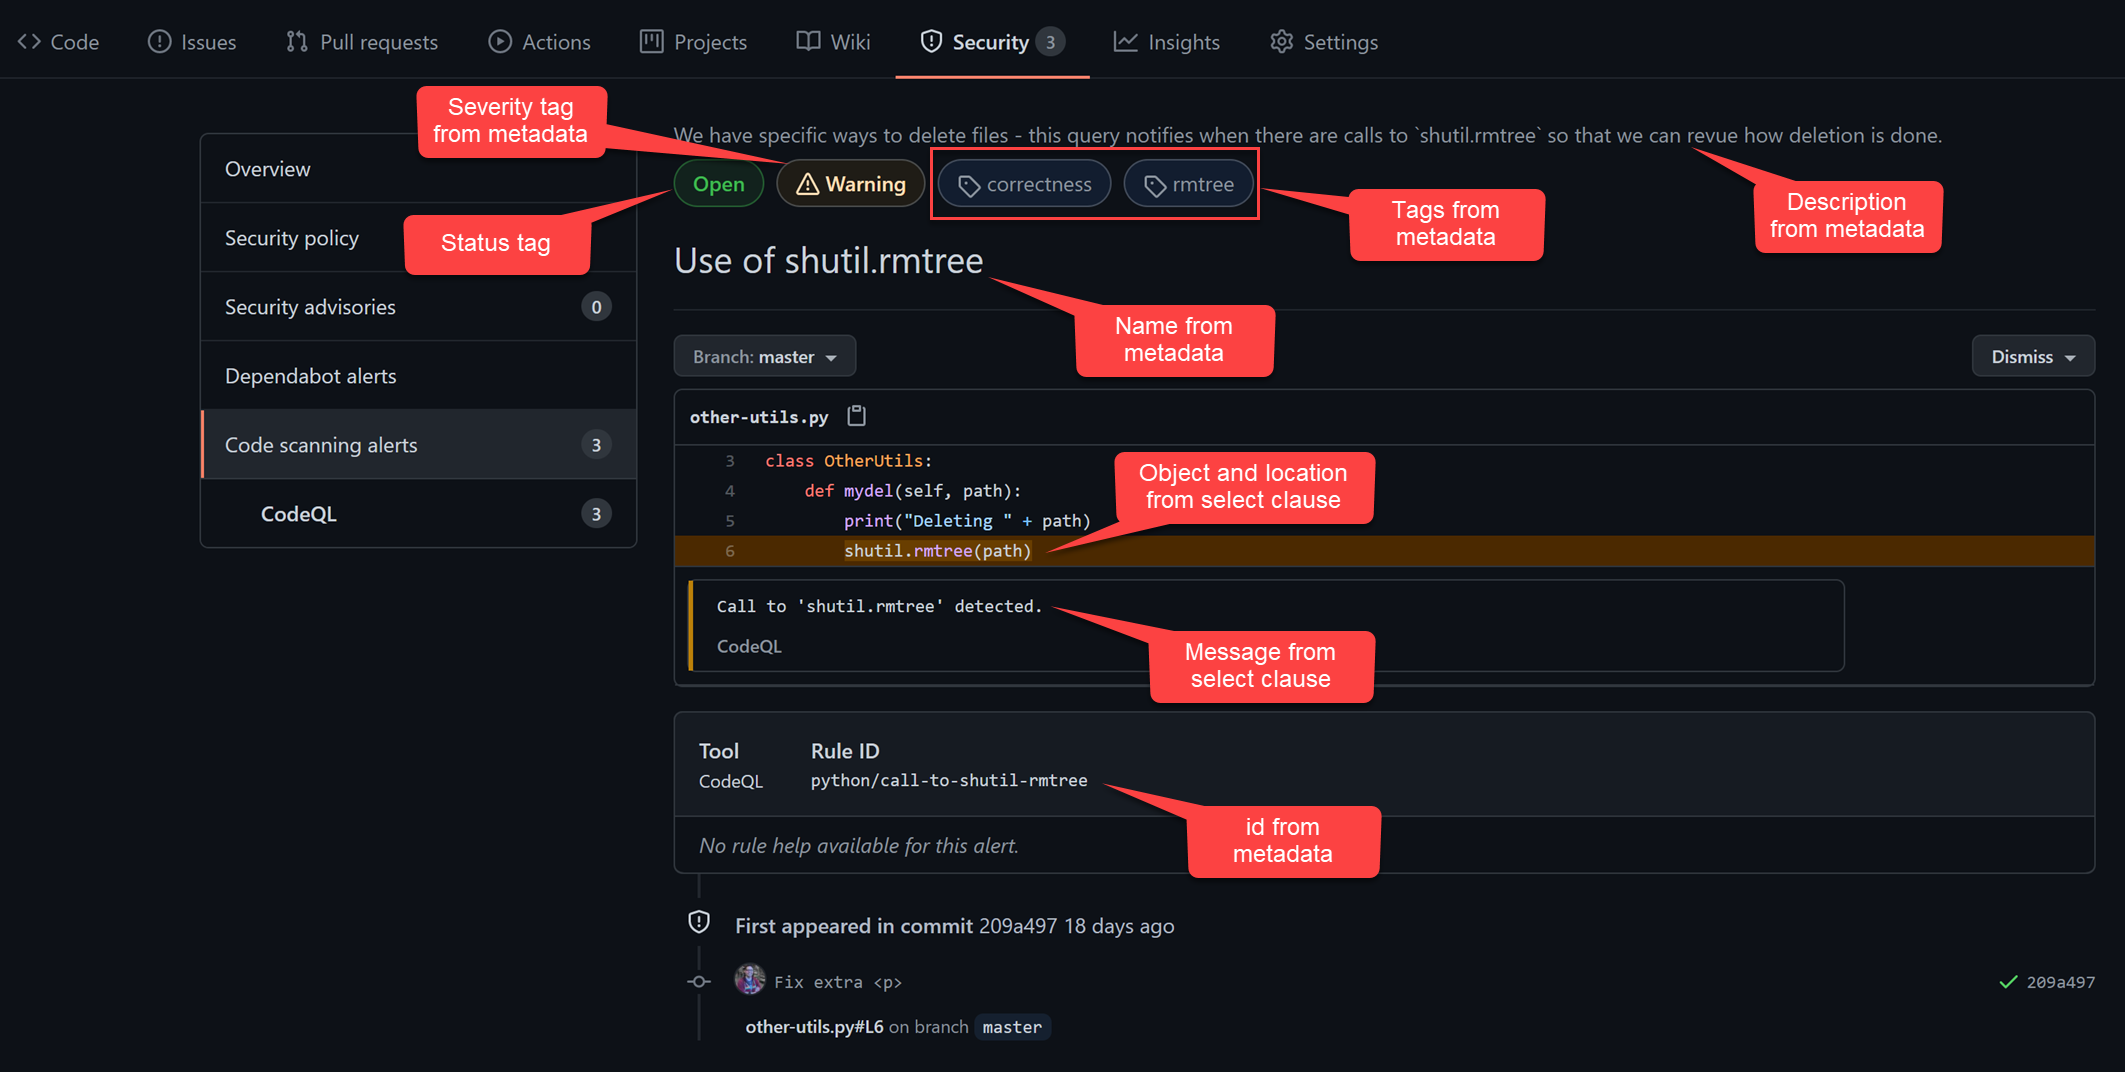 Code Issues Pull requests Actions Projects Wiki Security 3 Insights Settings
Severity tag
from metadata
We have specific ways to delete files - this query notifies when there are calls to `shutil.rmtree` so that we can revue how deletion is done.
Open Warning correctness rmtree
Status tag
Tags from
metadata
Description
from metadata
Overview
Security policy
Security advisories 0
Dependabot alerts
Code scanning alerts 3
CodeQL 3
Use of shutil.rmtree
Name from
metadata
Branch: master
Dismiss
other-utils.py
3 class OtherUtils:
4 def mydel(self, path):
5 print("Deleting " + path)
6 shutil.rmtree(path)
Object and location
from select clause
Call to 'shutil.rmtree' detected.
CodeQL
Message from
select clause
Tool Rule ID
CodeQL python/call-to-shutil-rmtree
id from
metadata
No rule help available for this alert.
First appeared in commit 209a497 18 days ago
Fix extra <p> 209a497
other-utils.py#L6 on branch master